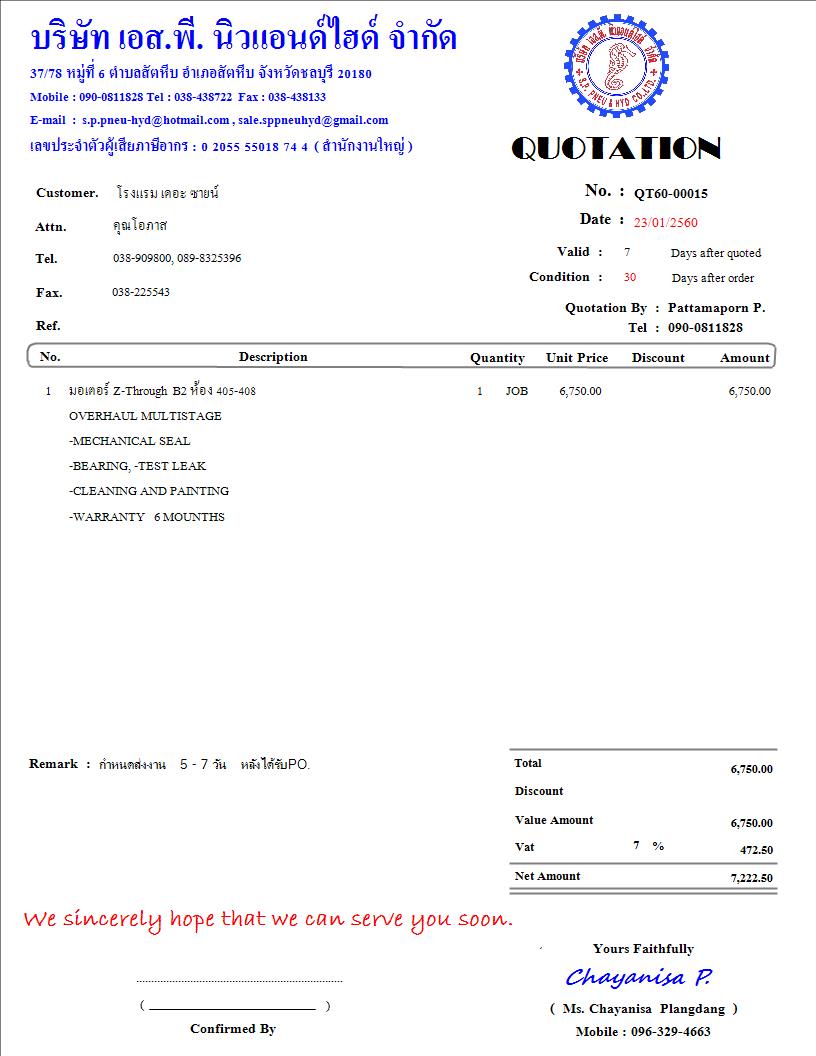 บริษัท เอส.พี. นิวแอนด์ไฮด์ จำกัด
37/78 หมู่ที่ 6 ตำบลสัตหีบ อำเภอสัตหีบ จังหวัดชลบุรี 20180
Mobile : 090-0811828 Tel : 038-438722 Fax : 038-438133
E-mail : s.p.pneu-hyd@hotmail.com , sale.sppneuhyd@gmail.com
เลขประจำตัวผู้เสียภาษีอากร : 0 2055 55018 74 4 ( สำนักงานใหญ่ )
บริษัท เอส.พี. นิวแอนด์ไฮด์ จำกัด
S.P. PNEU & HYD CO.,LTD.
QUOTATION
Customer. โรงแรม เดอะ ซายน์
No. : QT60-00015
Attn. คุณโอภาส
Date : 23/01/2560
Tel. 038-909800, 089-8325396
Valid : 7 Days after quoted
Condition : 30 Days after order
Fax. 038-225543
Quotation By : Pattamaporn P.
Ref.
Tel : 090-0811828
No. Description Quantity Unit Price Discount Amount
1 มอเตอร์ Z-Through B2 ห้อง 405-408 1 JOB 6,750.00 6,750.00
OVERHAUL MULTISTAGE
-MECHANICAL SEAL
-BEARING, -TEST LEAK
-CLEANING AND PAINTING
-WARRANTY 6 MOUNTHS
Remark : กำหนดส่งงาน 5 - 7 วัน หลังได้รับPO.
Total 6,750.00
Discount
Value Amount 6,750.00
Vat 7 % 472.50
Net Amount 7,222.50
We sincerely hope that we can serve you soon.
Yours Faithfully
Chayanisa P.
( Ms. Chayanisa Plangdang )
Confirmed By
Mobile : 096-329-4663